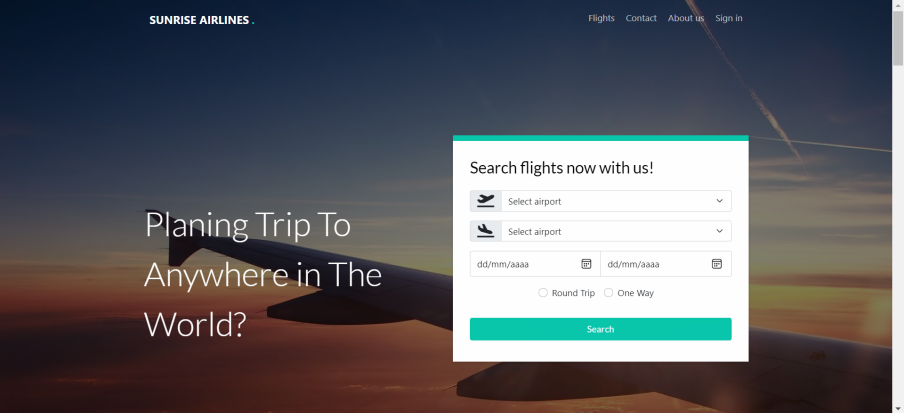 SUNRISE AIRLINES .
Flights Contact About us Sign in
Search flights now with us!
Select airport
Select airport
dd/mm/aaaa dd/mm/aaaa
Round Trip One Way
Search
Planing Trip To
Anywhere in The
World?